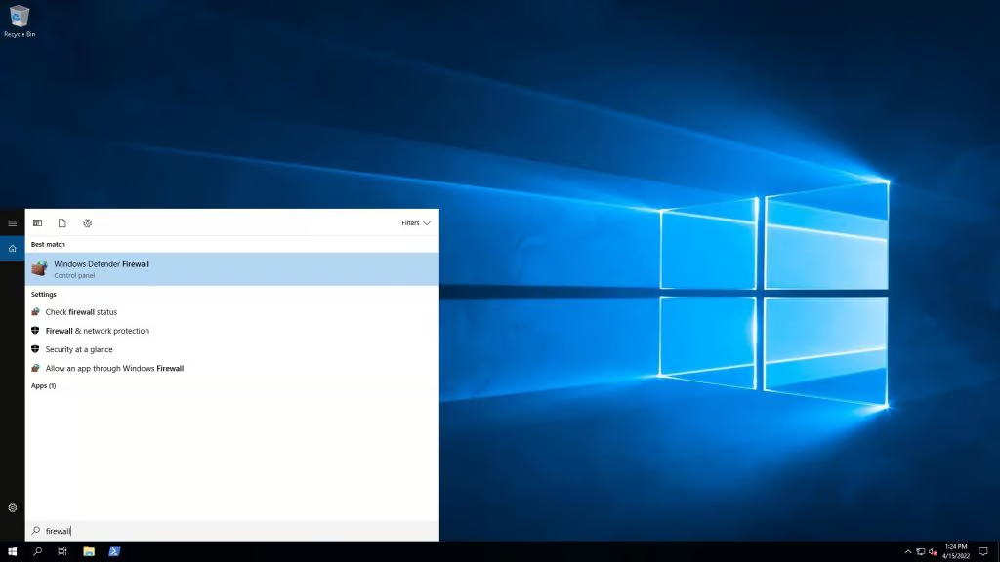 Recycle Bin
Filters
Best match
Windows Defender Firewall
Control panel
Settings
Check firewall status
Firewall & network protection
Security at a glance
Allow an app through Windows Firewall
Apps (1)
firewall
1:24 PM
4/15/2022